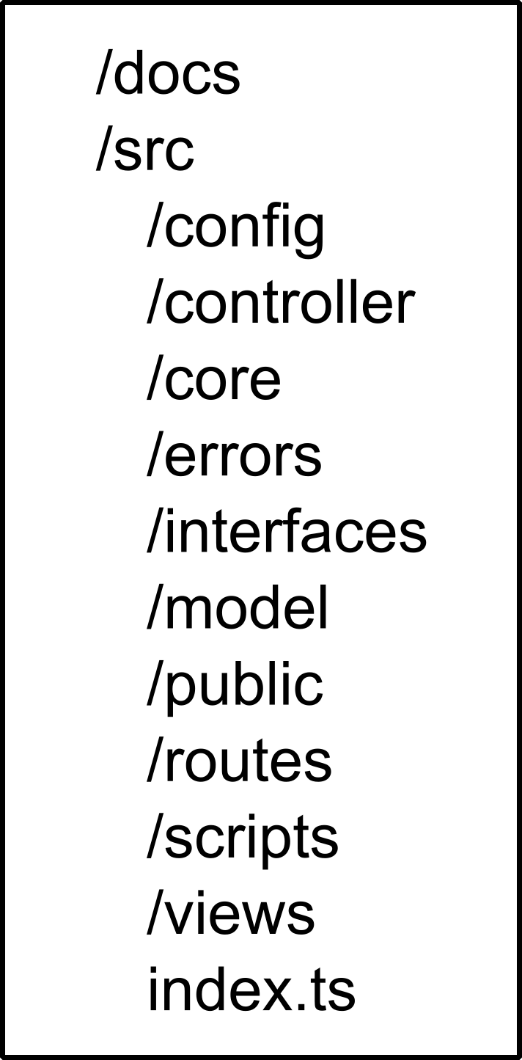 /docs
/src
/config
/controller
/core
/errors
/interfaces
/model
/public
/routes
/scripts
/views
index.ts